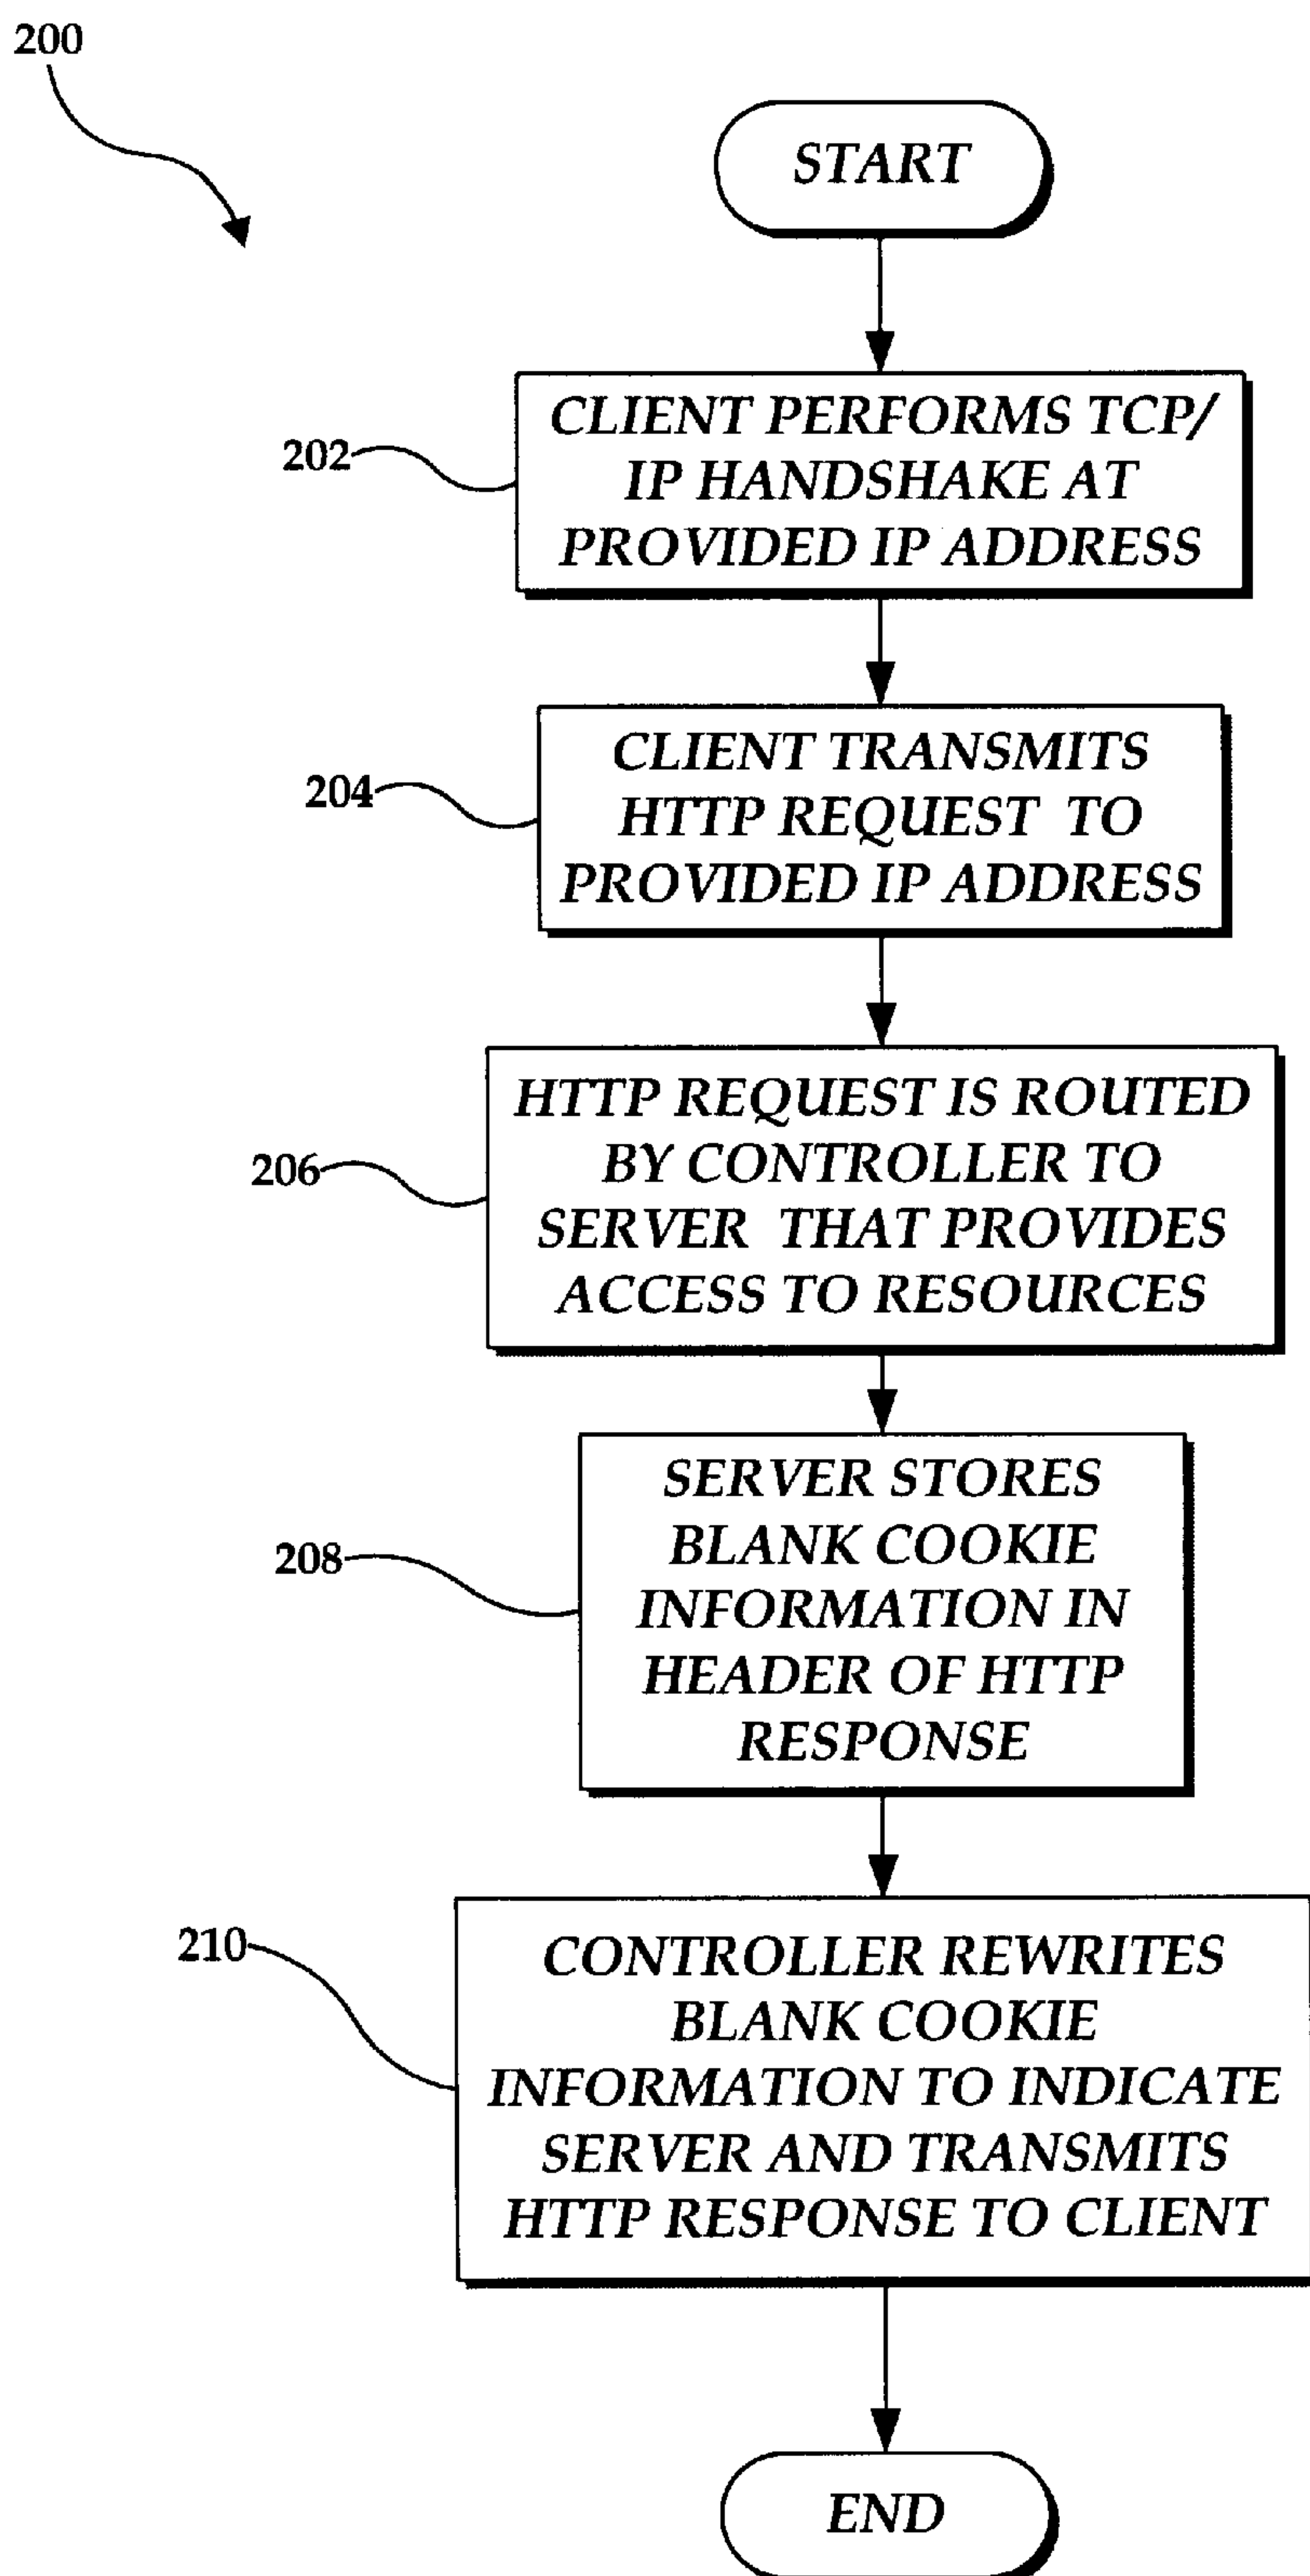 200
START
202
CLIENT PERFORMS TCP/
IP HANDSHAKE AT
PROVIDED IP ADDRESS
204
CLIENT TRANSMITS
HTTP REQUEST TO
PROVIDED IP ADDRESS
206
HTTP REQUEST IS ROUTED
BY CONTROLLER TO
SERVER THAT PROVIDES
ACCESS TO RESOURCES
208
SERVER STORES
BLANK COOKIE
INFORMATION IN
HEADER OF HTTP
RESPONSE
210
CONTROLLER REWRITES
BLANK COOKIE
INFORMATION TO INDICATE
SERVER AND TRANSMITS
HTTP RESPONSE TO CLIENT
END